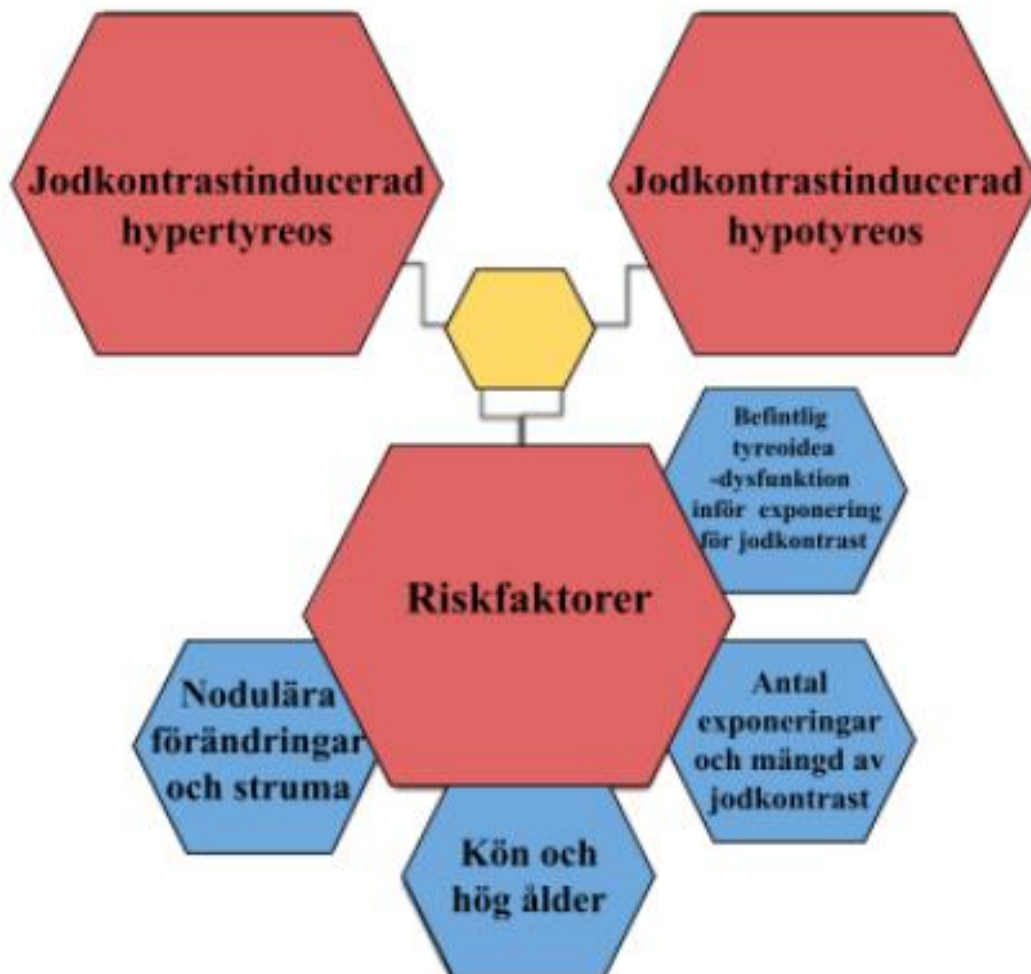 Jodkontrastinducerad
hypertyreos
Jodkontrastinducerad
hypotyreos
Befintlig
tyreoidea
-dysfunktion
inför exponering
för jodkontrast
Riskfaktorer
Nodulära
förändringar
och struma
Antal
exponeringar
och mängd av
jodkontrast
Kön och
hög ålder